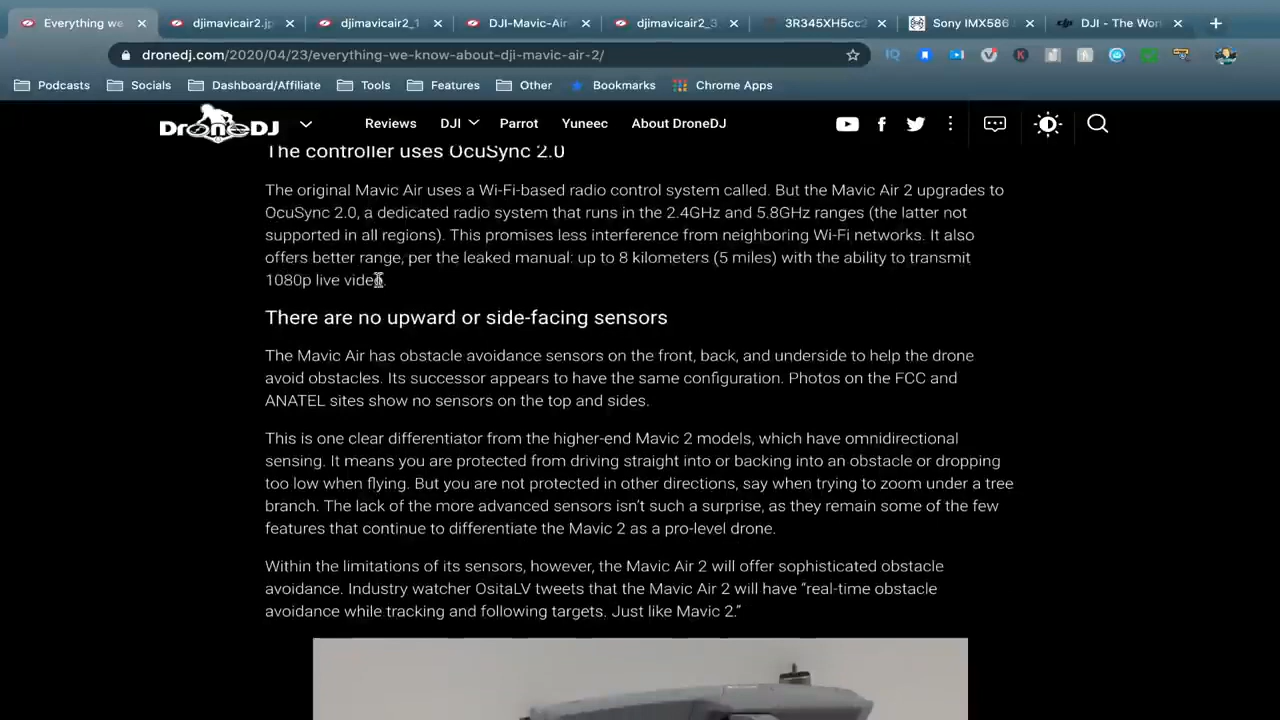 Everything we
djimavicair2.jp
djimavicair2_1
DJI-Mavic-Air-
djimavicair2_3
3R345XH5cc2
Sony IMX586
DJI - The Worl
dronedj.com/2020/04/23/everything-we-know-about-dji-mavic-air-2/
Podcasts
Socials
Dashboard/Affiliate
Tools
Features
Other
Bookmarks
Chrome Apps
DRONEDJ
Reviews
DJI
Parrot
Yuneec
About DroneDJ
The controller uses OcuSync 2.0
The original Mavic Air uses a Wi-Fi-based radio control system called. But the Mavic Air 2 upgrades to
OcuSync 2.0, a dedicated radio system that runs in the 2.4GHz and 5.8GHz ranges (the latter not
supported in all regions). This promises less interference from neighboring Wi-Fi networks. It also
offers better range, per the leaked manual: up to 8 kilometers (5 miles) with the ability to transmit
1080p live video.
There are no upward or side-facing sensors
The Mavic Air has obstacle avoidance sensors on the front, back, and underside to help the drone
avoid obstacles. Its successor appears to have the same configuration. Photos on the FCC and
ANATEL sites show no sensors on the top and sides.
This is one clear differentiator from the higher-end Mavic 2 models, which have omnidirectional
sensing. It means you are protected from driving straight into or backing into an obstacle or dropping
too low when flying. But you are not protected in other directions, say when trying to zoom under a tree
branch. The lack of the more advanced sensors isn't such a surprise, as they remain some of the few
features that continue to differentiate the Mavic 2 as a pro-level drone.
Within the limitations of its sensors, however, the Mavic Air 2 will offer sophisticated obstacle
avoidance. Industry watcher OsitaLV tweets that the Mavic Air 2 will have “real-time obstacle
avoidance while tracking and following targets. Just like Mavic 2.”